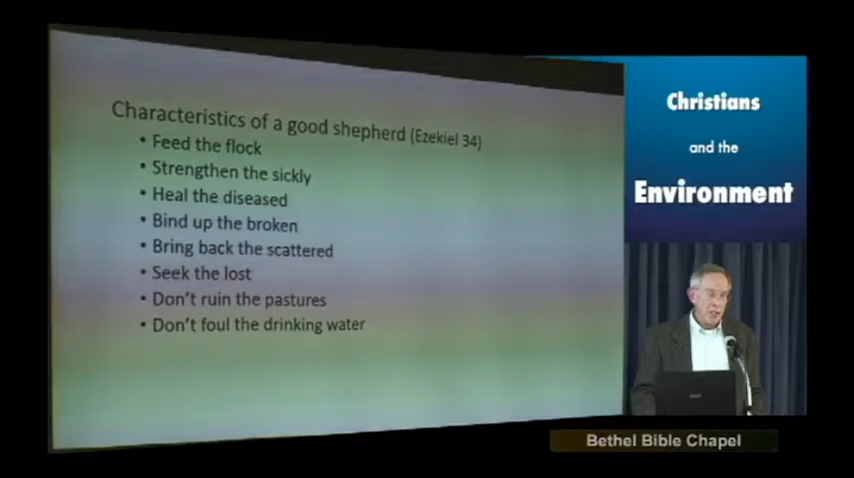 Characteristics of a good shepherd (Ezekiel 34)
• Feed the flock
• Strengthen the sickly
• Heal the diseased
• Bind up the broken
• Bring back the scattered
• Seek the lost
• Don't ruin the pastures
• Don't foul the drinking water
Christians
and the
Environment
Bethel Bible Chapel